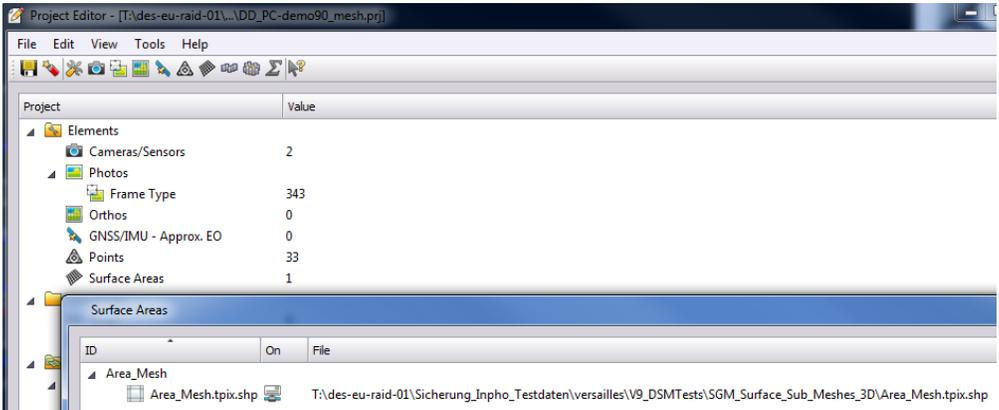 Project Editor - [T:\des-eu-raid-01\...\DD_PC-demo90_mesh.prj]
File Edit View Tools Help
Project Value
Elements
Cameras/Sensors 2
Photos
Frame Type 343
Orthos 0
GNSS/IMU - Approx. EO 0
Points 33
Surface Areas 1
Surface Areas
ID On File
Area_Mesh
Area_Mesh.tpix.shp T:\des-eu-raid-01\Sicherung_Inpho_Testdaten\versailles\V9_DSMTests\SGM_Surface_Sub_Meshes_3D\Area_Mesh.tpix.shp